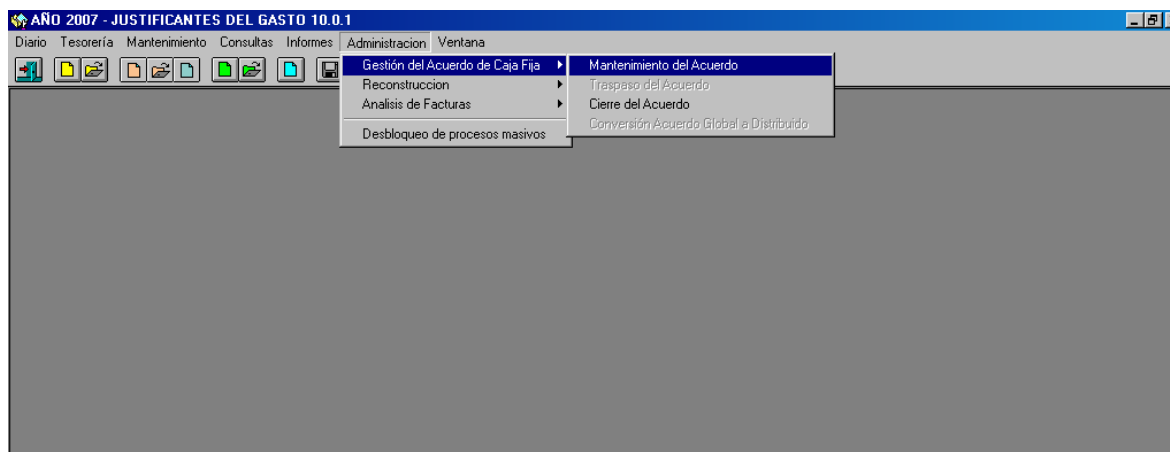 AÑO 2007 - JUSTIFICANTES DEL GASTO 10.0.1
Diario Tesorería Mantenimiento Consultas Informes Administracion Ventana
Gestión del Acuerdo de Caja Fija
Reconstruccion
Analisis de Facturas
Desbloqueo de procesos masivos
Mantenimiento del Acuerdo
Traspaso del Acuerdo
Cierre del Acuerdo
Conversión Acuerdo Global a Distribuido